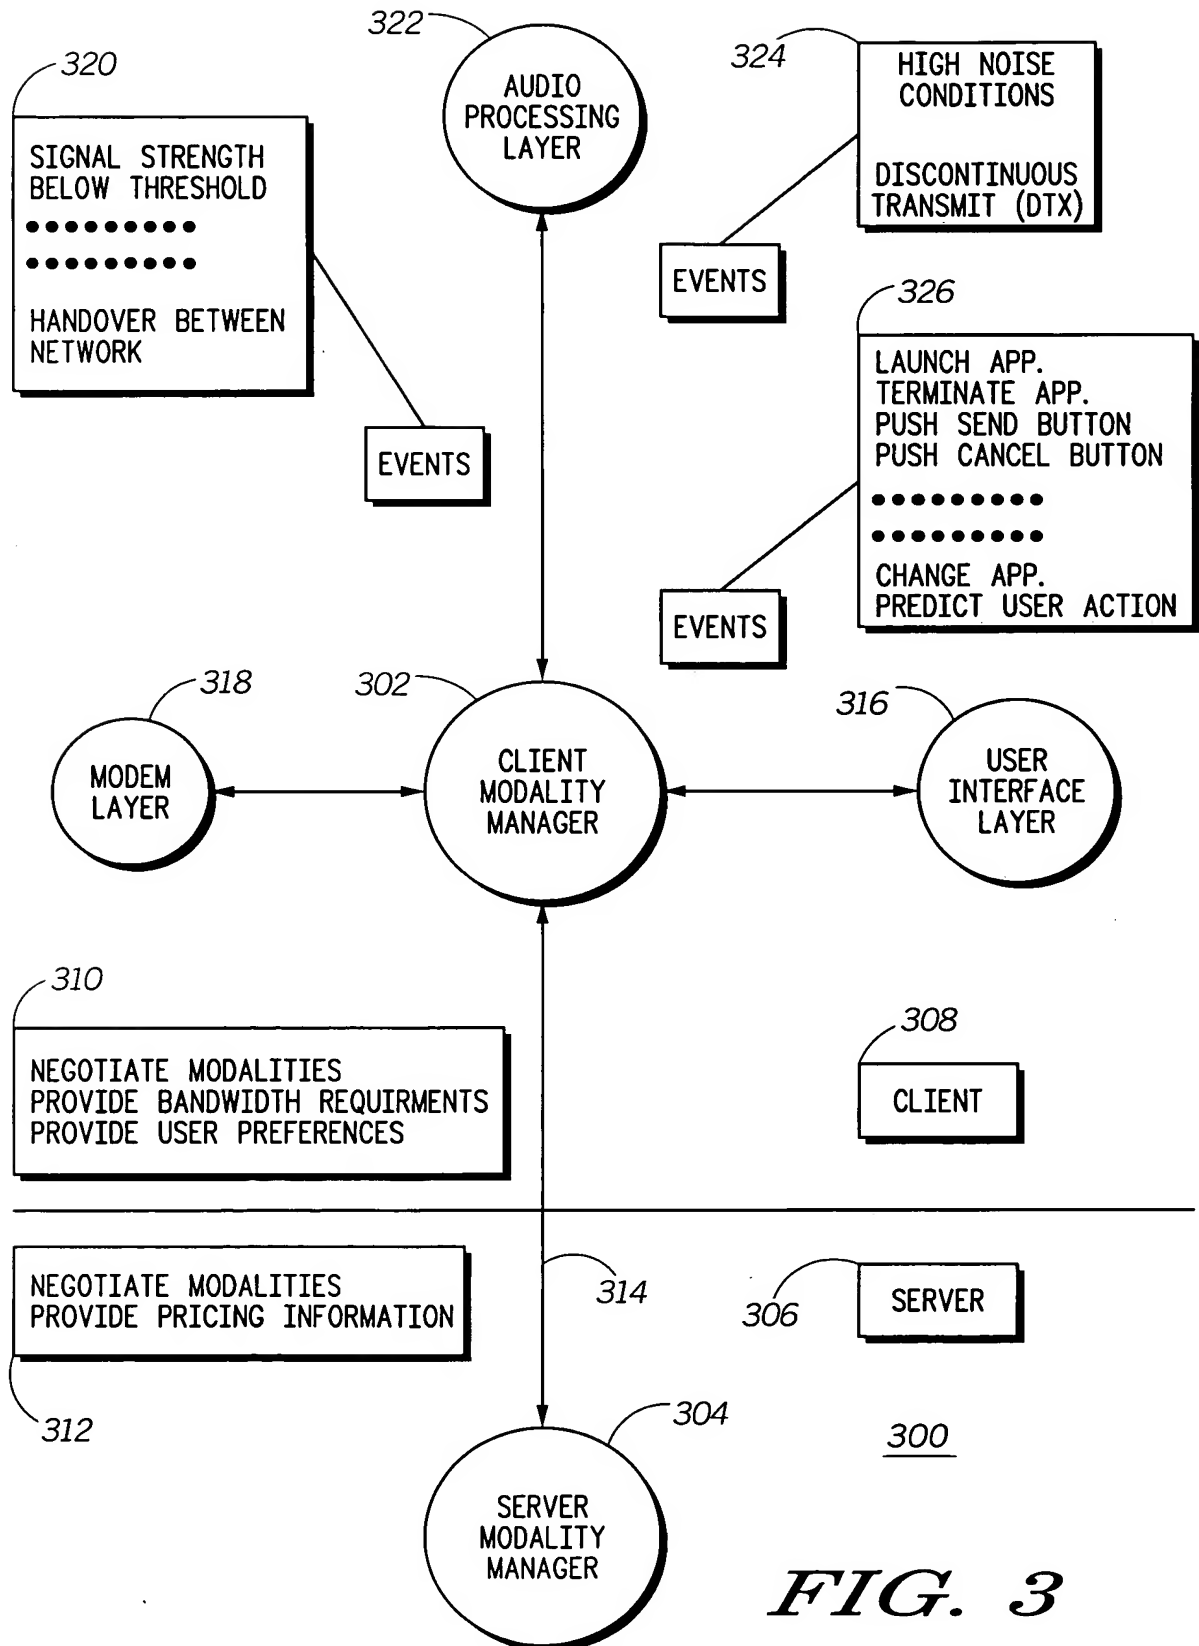 322
320
324
AUDIO
PROCESSING
LAYER
HIGH NOISE
CONDITIONS
DISCONTINUOUS
TRANSMIT (DTX)
SIGNAL STRENGTH
BELOW THRESHOLD
HANDOVER BETWEEN
NETWORK
EVENTS
326
LAUNCH APP.
TERMINATE APP.
PUSH SEND BUTTON
PUSH CANCEL BUTTON
CHANGE APP.
PREDICT USER ACTION
EVENTS
EVENTS
318
302
316
MODEM
LAYER
CLIENT
MODALITY
MANAGER
USER
INTERFACE
LAYER
310
NEGOTIATE MODALITIES
PROVIDE BANDWIDTH REQUIRMENTS
PROVIDE USER PREFERENCES
308
CLIENT
NEGOTIATE MODALITIES
PROVIDE PRICING INFORMATION
312
314
306
SERVER
304
300
SERVER
MODALITY
MANAGER
FIG. 3